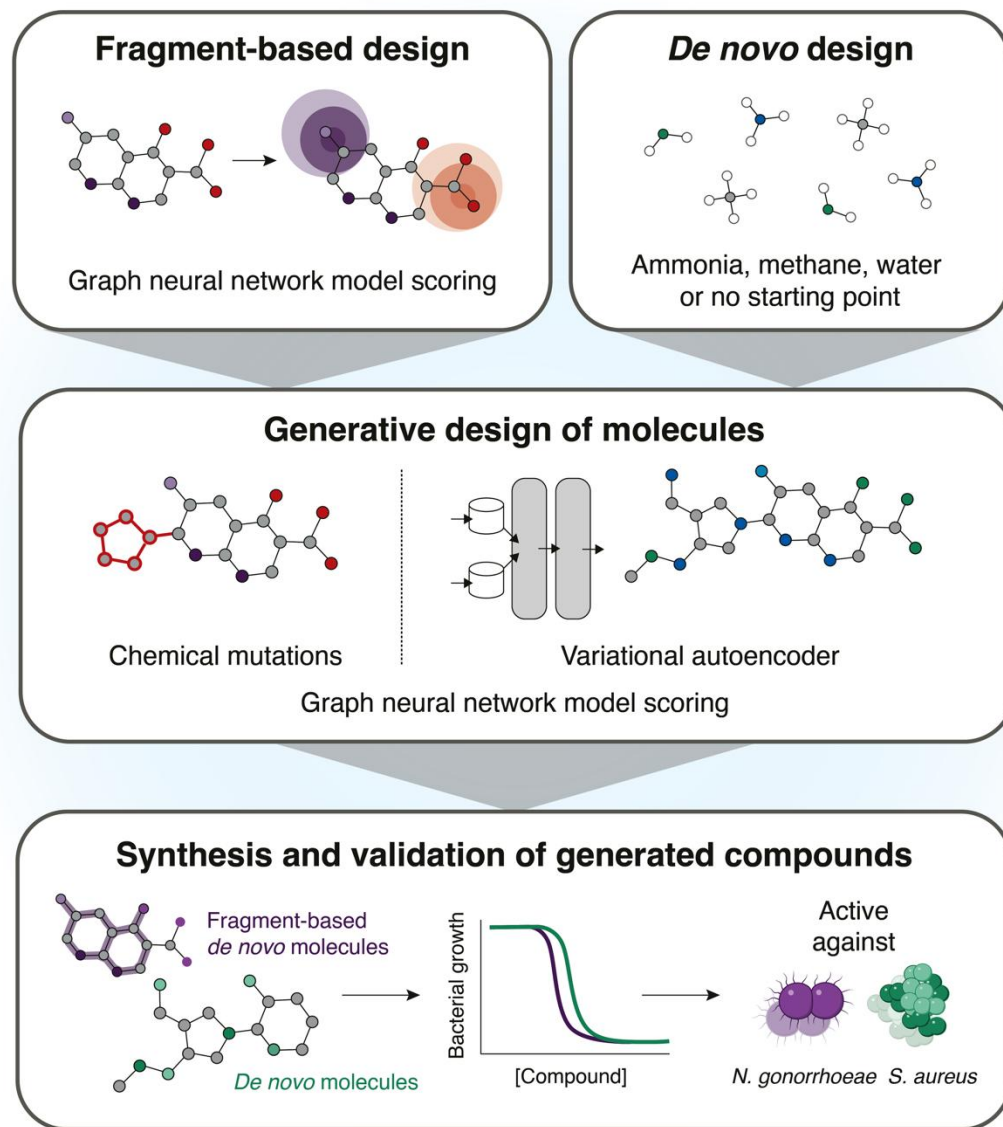 Fragment-based design
Graph neural network model scoring
De novo design
Ammonia, methane, water
or no starting point
Generative design of molecules
Chemical mutations
Variational autoencoder
Graph neural network model scoring
Synthesis and validation of generated compounds
Fragment-based
de novo molecules
De novo molecules
Bacterial growth
[Compound]
Active
against
N. gonorrhoeae S. aureus